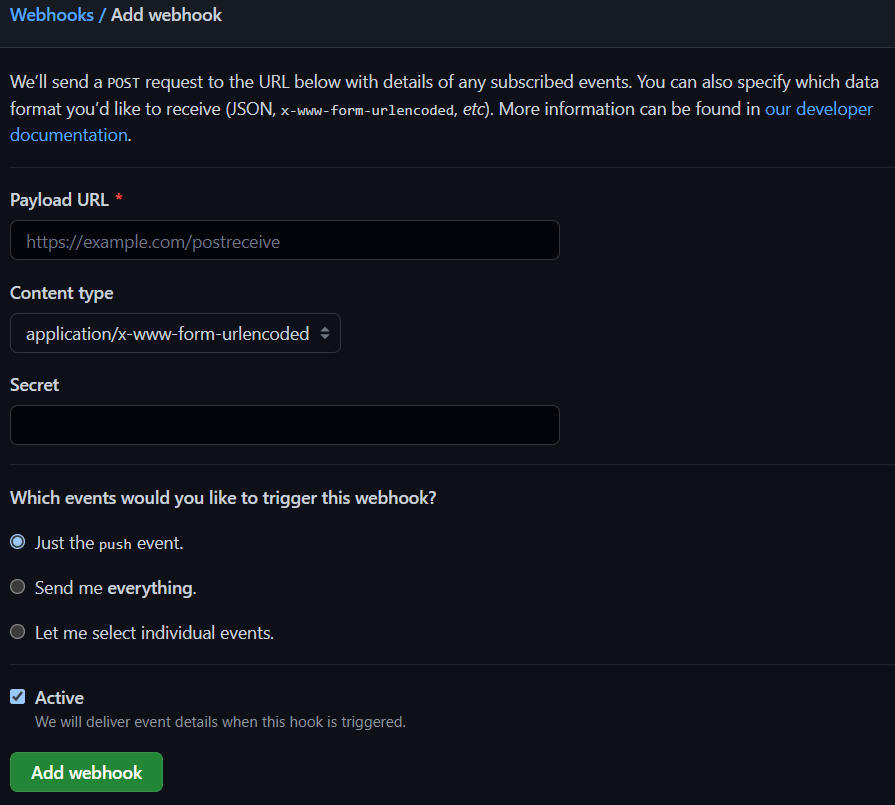 Webhooks / Add webhook
We’ll send a POST request to the URL below with details of any subscribed events. You can also specify which data
format you’d like to receive (JSON, x-www-form-urlencoded, etc). More information can be found in our developer
documentation.
Payload URL *
https://example.com/postreceive
Content type
application/x-www-form-urlencoded
Secret
Which events would you like to trigger this webhook?
Just the push event.
Send me everything.
Let me select individual events.
Active
We will deliver event details when this hook is triggered.
Add webhook